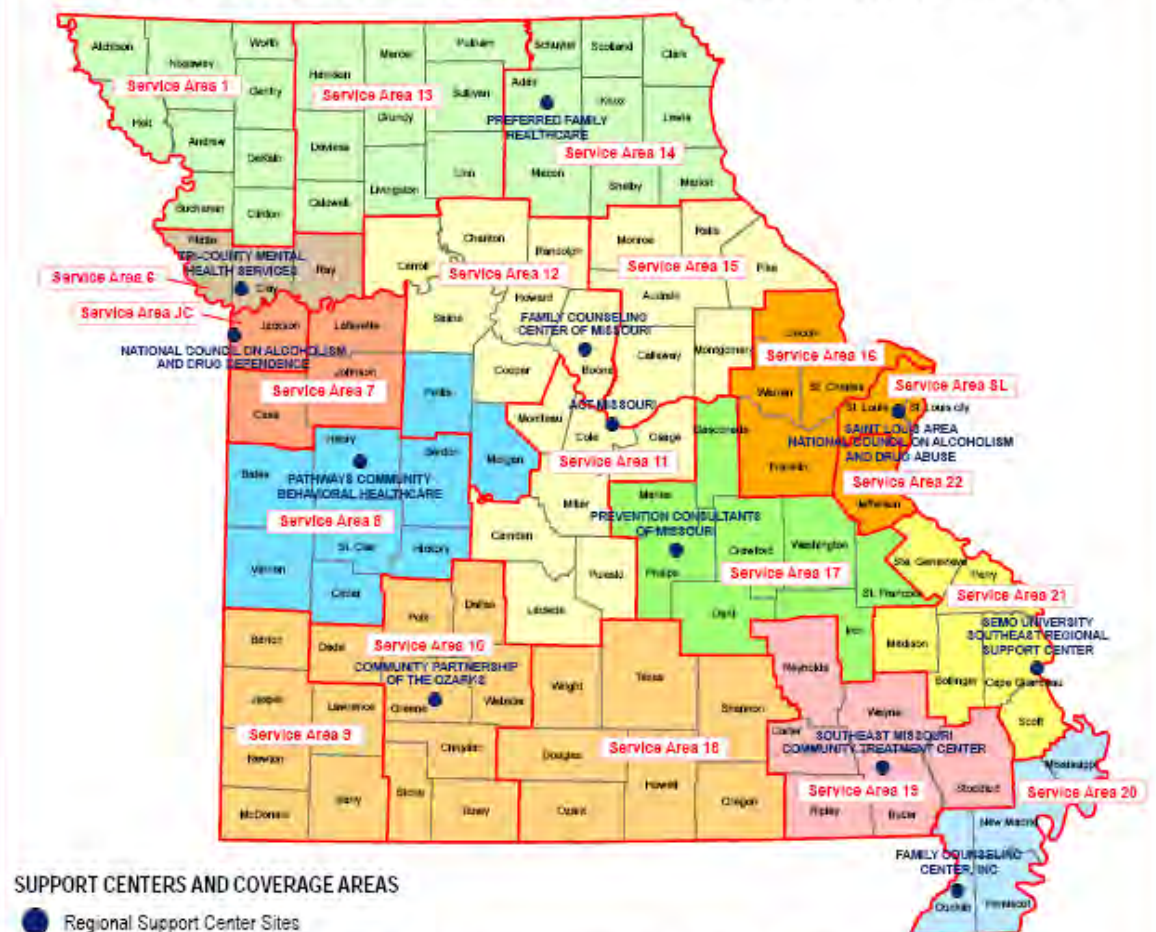 Atchison
Nodaway
Worth
Gentry
Holt
Andrew
DeKalb
Buchanan
Clinton
Service Area 1
Harrison
Mercer
Putnam
Sullivan
Grundy
Daviess
Linn
Caldwell
Livingston
Service Area 13
Schuyler
Scotland
Clark
Adair
Knox
Lewis
PREFERRED FAMILY
HEALTHCARE
Service Area 14
Macon
Shelby
Marion
Platte
TRI-COUNTY MENTAL
HEALTH SERVICES
Clay
Ray
Service Area 6
Service Area JC
Jackson
Lafayette
NATIONAL COUNCIL ON ALCOHOLISM
AND DRUG DEPENDENCE
Johnson
Service Area 7
Cass
Carroll
Chariton
Randolph
Service Area 12
Howard
Saline
FAMILY COUNSELING
CENTER OF MISSOURI
Cooper
Boone
Monroe
Ralls
Pike
Service Area 15
Audrain
Callaway
Montgomery
Lincoln
Service Area 16
Warren
St. Charles
Franklin
Service Area SL
St. Louis
St. Louis city
SAINT LOUIS AREA
NATIONAL COUNCIL ON ALCOHOLISM
AND DRUG ABUSE
Service Area 22
Jefferson
Pettis
Morgan
Henry
Benton
Bates
PATHWAYS COMMUNITY
BEHAVIORAL HEALTHCARE
Service Area 8
St. Clair
Hickory
Vernon
Cedar
ACT MISSOURI
Moniteau
Cole
Osage
Service Area 11
Miller
Camden
Pulaski
Laclede
Gasconade
Maries
PREVENTION CONSULTANTS
OF MISSOURI
Phelps
Crawford
Washington
Service Area 17
St. Francois
Dent
Iron
Ste. Genevieve
Perry
Service Area 21
SEMO UNIVERSITY
SOUTHEAST REGIONAL
SUPPORT CENTER
Madison
Bollinger
Cape Girardeau
Scott
Polk
Dallas
Dade
Service Area 10
COMMUNITY PARTNERSHIP
OF THE OZARKS
Greene
Webster
Christian
Stone
Taney
Barton
Jasper
Lawrence
Service Area 9
Newton
McDonald
Barry
Wright
Texas
Shannon
Douglas
Service Area 18
Howell
Ozark
Oregon
Reynolds
Wayne
Carter
SOUTHEAST MISSOURI
COMMUNITY TREATMENT CENTER
Service Area 19
Ripley
Butler
Stoddard
Mississippi
Service Area 20
New Madrid
FAMILY COUNSELING
CENTER, INC
Dunklin
Pemiscot
SUPPORT CENTERS AND COVERAGE AREAS
Regional Support Center Sites